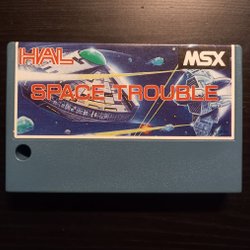 HAL MSX
SPACE TROUBLE